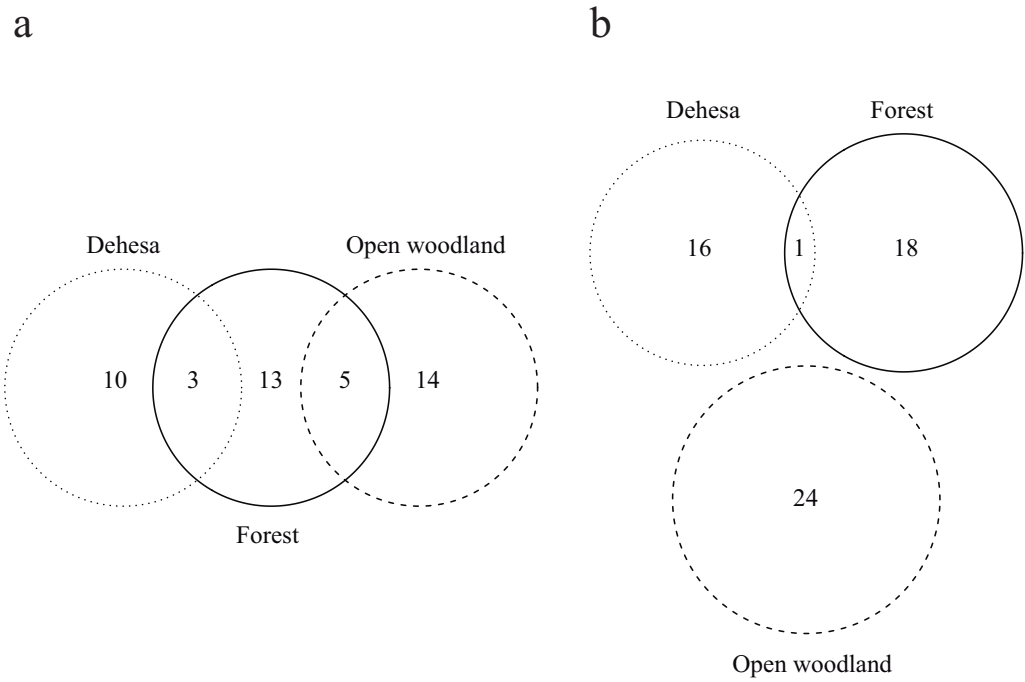 a
Dehesa
Open woodland
10
3
13
5
14
Forest
b
Dehesa
Forest
16
1
18
24
Open woodland